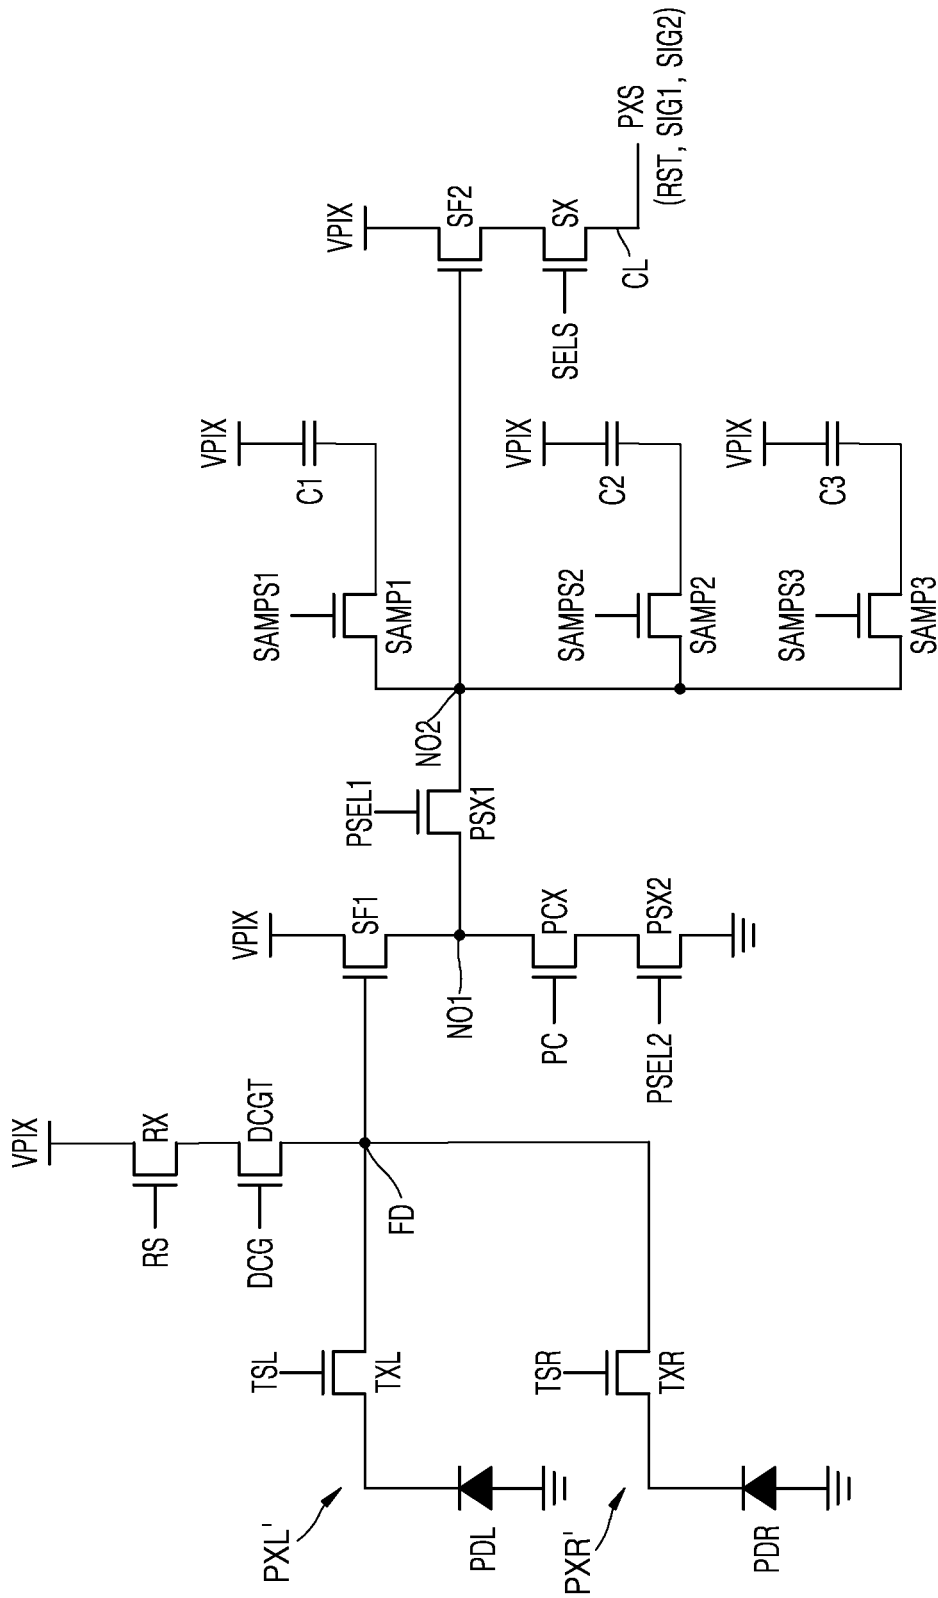 VPIX
RS
RX
DCG
DCGT
FD
TSL
TXL
PXL'
PDL
TSR
TXR
PXR'
PDR
VPIX
SF1
NO1
PC
PCX
PSEL2
PSX2
PSEL1
PSX1
NO2
SAMPS1
SAMP1
VPIX
C1
SAMPS2
SAMP2
VPIX
C2
SAMPS3
SAMP3
VPIX
C3
VPIX
SF2
SELS
SX
CL
PXS
(RST, SIG1, SIG2)